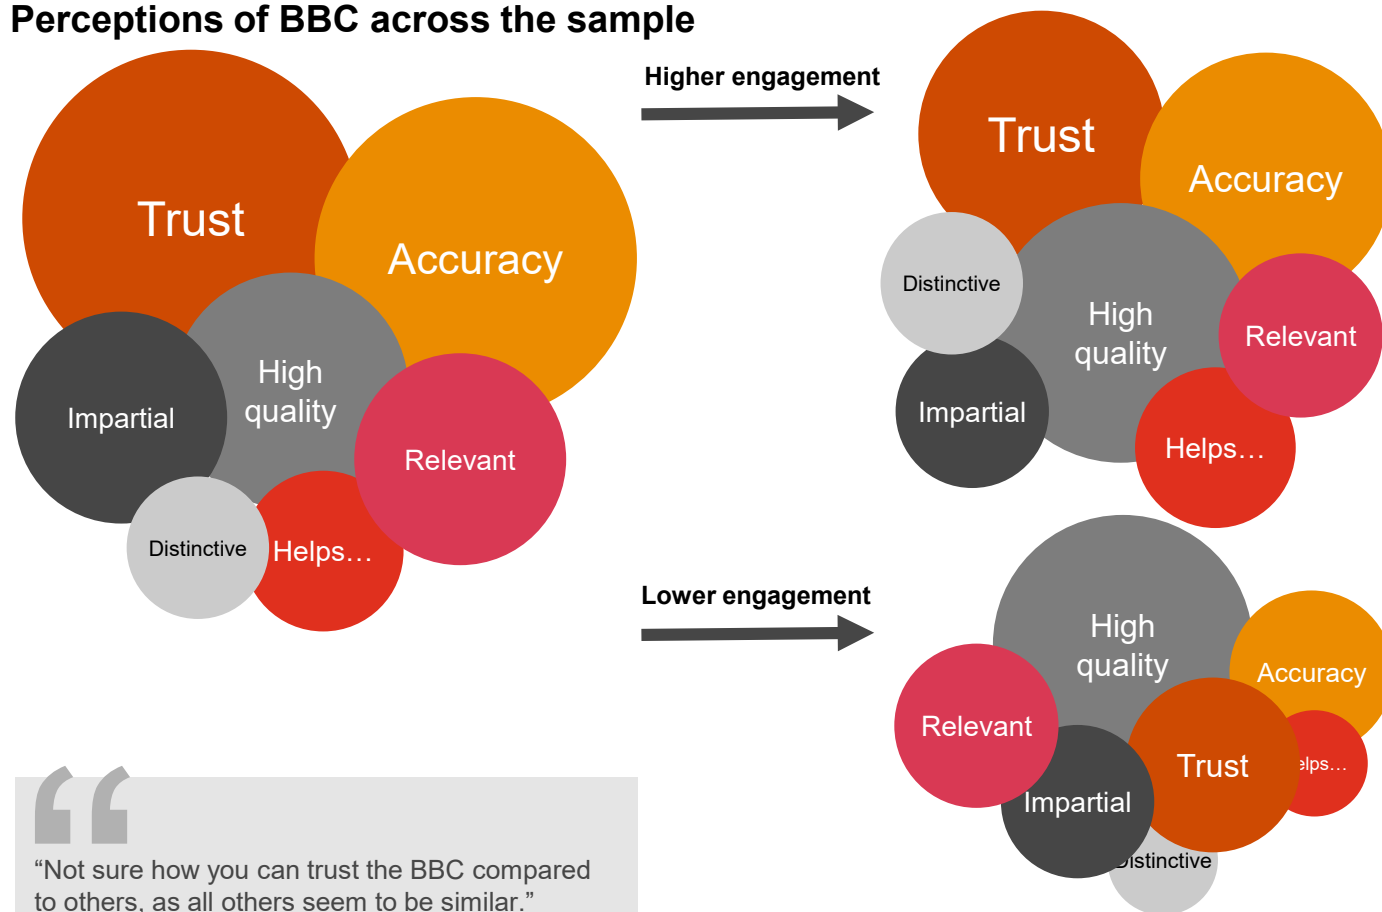 Perceptions of BBC across the sample
Trust
Accuracy
High
quality
Impartial
Relevant
Distinctive
Helps…
Higher engagement
Trust
Accuracy
Distinctive
High
quality
Relevant
Impartial
Helps…
Lower engagement
High
quality
Accuracy
Relevant
Trust
elps…
Impartial
Distinctive
“Not sure how you can trust the BBC compared
to others, as all others seem to be similar.”